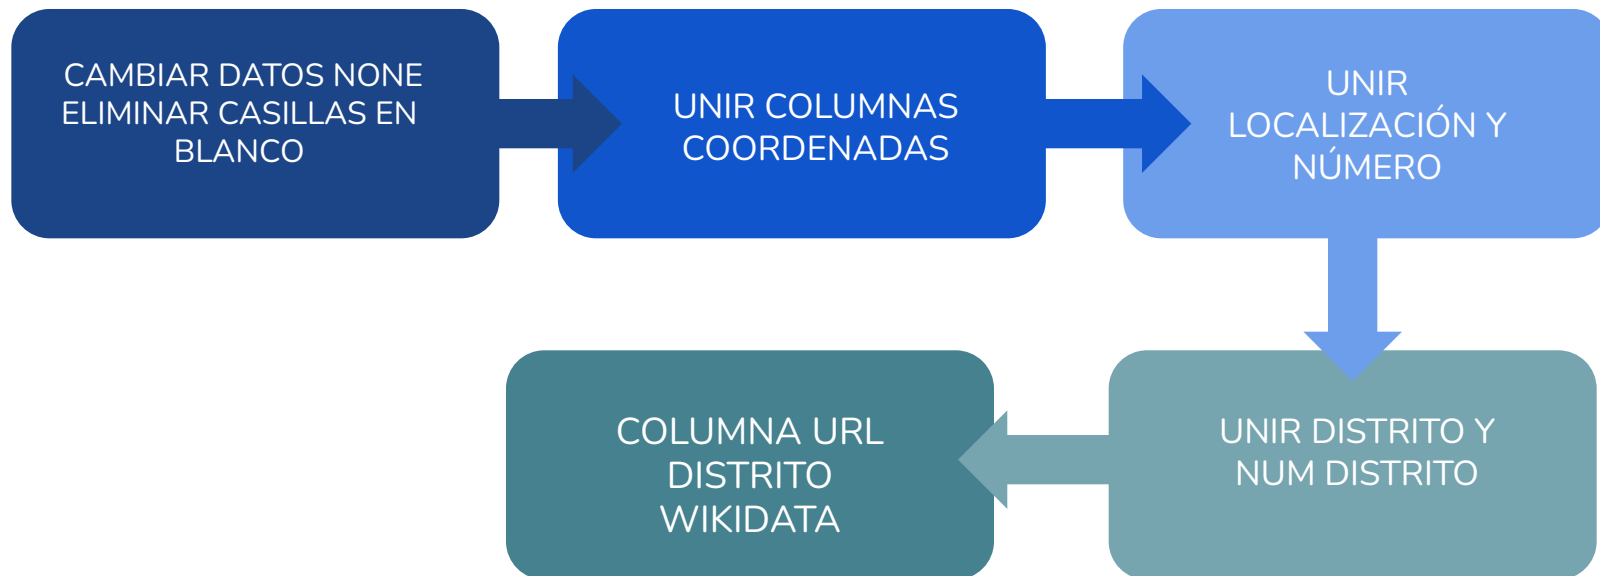 CAMBIAR DATOS NONE
ELIMINAR CASILLAS EN
BLANCO
UNIR COLUMNAS
COORDENADAS
UNIR
LOCALIZACIÓN Y
NÚMERO
UNIR DISTRITO Y
NUM DISTRITO
COLUMNA URL
DISTRITO
WIKIDATA